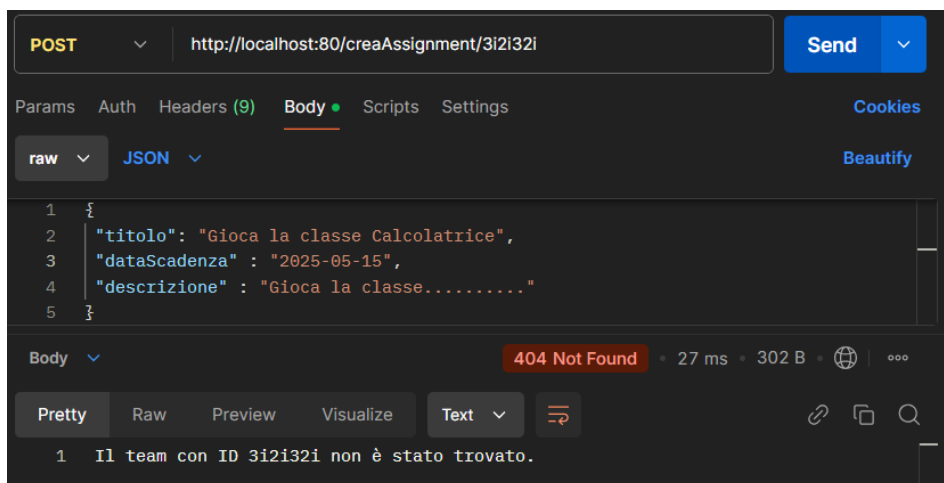 POST http://localhost:80/creaAssignment/3i2i32i Send
Params Auth Headers (9) Body Scripts Settings Cookies
raw JSON Beautify
1 {
2 "titolo": "Gioca la classe Calcolatrice",
3 "dataScadenza" : "2025-05-15",
4 "descrizione" : "Gioca la classe.........."
5 }
Body 404 Not Found • 27 ms • 302 B
Pretty Raw Preview Visualize Text
1 Il team con ID 3i2i32i non è stato trovato.